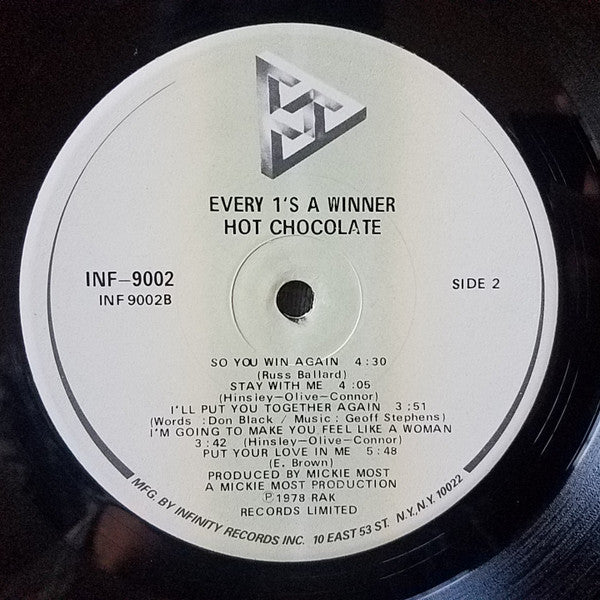 EVERY 1'S A WINNER
HOT CHOCOLATE
INF-9002
INF 9002B
SIDE 2
SO YOU WIN AGAIN 4:30
(Russ Ballard)
STAY WITH ME 4:05
(Hinsley-Olive-Connor)
I'LL PUT YOU TOGETHER AGAIN 3;51
(Words :Don Black / Music: Geoff Stephens)
I'M GOING TO MAKE YOU FEEL LIKE A WOMAN
3:42 (Hinsley-Olive-Connor)
PUT YOUR LOVE IN ME 5:48
(E. Brown)
PRODUCED BY MICKIE MOST
A MICKIE MOST PRODUCTION
℗ 1978 RAK
RECORDS LIMITED
MFG. BY INFINITY RECORDS INC. 10 EAST 53 ST. N.Y., N.Y. 10022